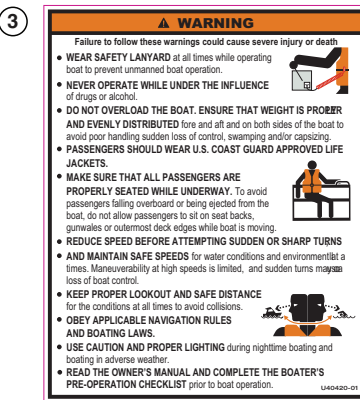 3
WARNING
Failure to follow these warnings could cause severe injury or death
• WEAR SAFETY LANYARD at all times while operating
boat to prevent unmanned boat operation.
• NEVER OPERATE WHILE UNDER THE INFLUENCE
of drugs or alcohol.
• DO NOT OVERLOAD THE BOAT. ENSURE THAT WEIGHT IS
AND EVENLY DISTRIBUTED fore and aft and on both sides of the boat to
avoid poor handling sudden loss of control, swamping and/or capsizing.
• PASSENGERS SHOULD WEAR U.S. COAST GUARD APPROVED LIFE
JACKETS.
• MAKE SURE THAT ALL PASSENGERS ARE
PROPERLY SEATED WHILE UNDERWAY. To avoid
passengers falling overboard or being ejected from the
boat, do not allow passengers to sit on seat backs,
gunwales or outermost deck edges while boat is moving.
• REDUCE SPEED BEFORE ATTEMPTING SUDDEN OR SHARP TURNS
• AND MAINTAIN SAFE SPEEDS for water conditions and a
times. Maneuverability at high speeds is limited, and sudden turns
loss of boat control.
• KEEP PROPER LOOKOUT AND SAFE DISTANCE
for the conditions at all times to avoid collisions.
• OBEY APPLICABLE NAVIGATION RULES
AND BOATING LAWS.
• USE CAUTION AND PROPER LIGHTING during nighttime boating and
boating in adverse weather.
• READ THE OWNER'S MANUAL AND COMPLETE THE BOATER'S
PRE-OPERATION CHECKLIST prior to boat operation.
U40420-01